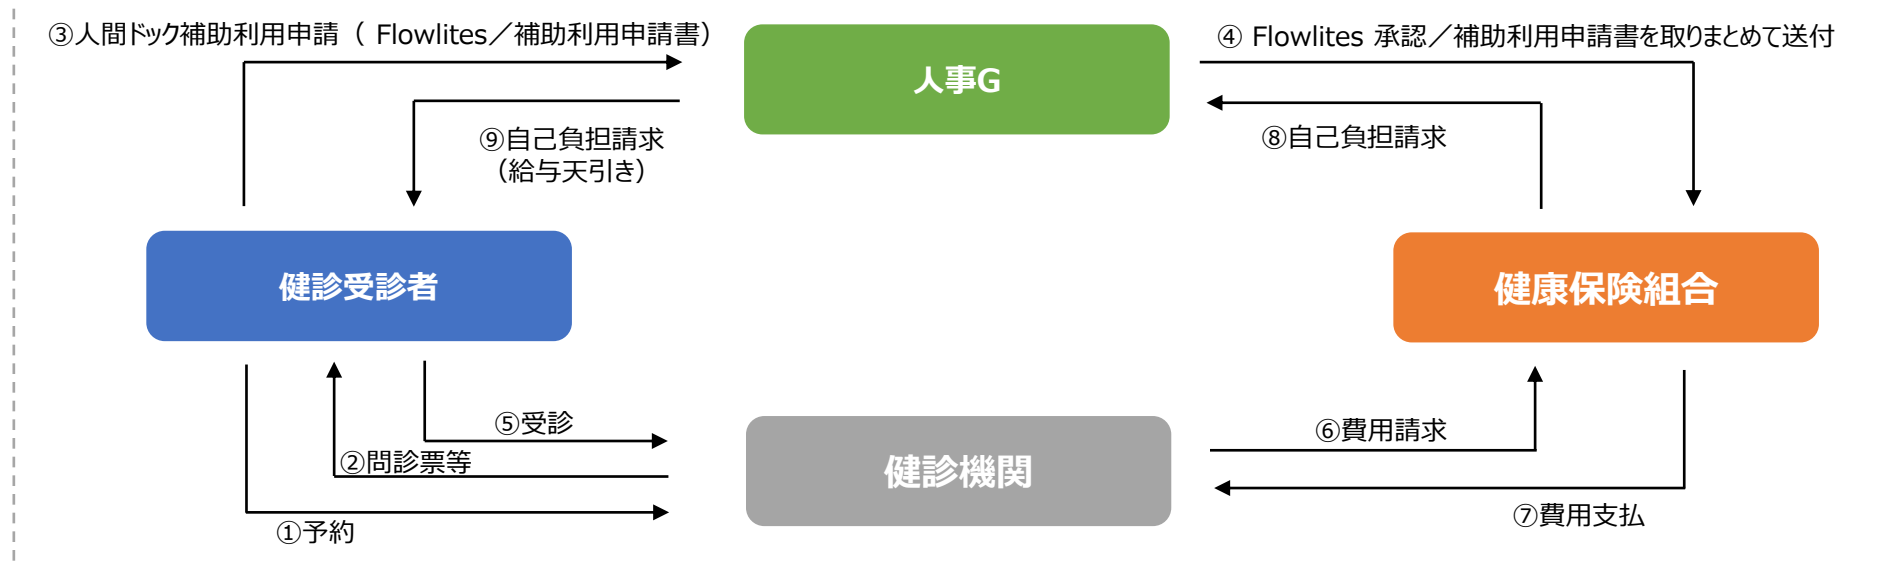 ③人間ドック補助利用申請（ Flowlites／補助利用申請書）
人事G
④ Flowlites 承認／補助利用申請書を取りまとめて送付
⑨自己負担請求
（給与天引き）
⑧自己負担請求
健診受診者
健康保険組合
⑤受診
②問診票等
①予約
健診機関
⑥費用請求
⑦費用支払